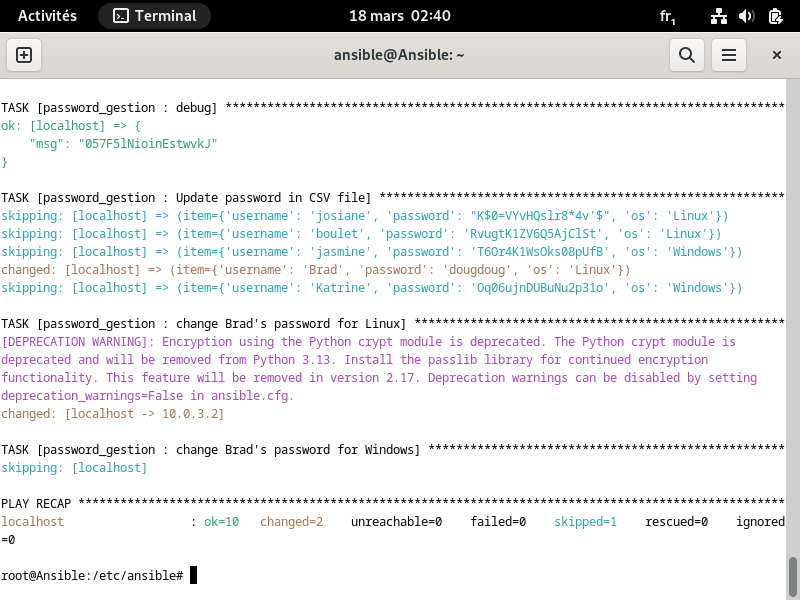 Activités Terminal 18 mars 02:40 fr₁
ansible@Ansible: ~
TASK [password_gestion : debug] *******************************************************************************
ok: [localhost] => {
    "msg": "057F5lNioinEstwvkJ"
}
TASK [password_gestion : Update password in CSV file] *********************************************************
skipping: [localhost] => (item={'username': 'josiane', 'password': "K$0=VYvHQslr8*4v'$", 'os': 'Linux'})
skipping: [localhost] => (item={'username': 'boulet', 'password': 'RvugtK1ZV6Q5AjClSt', 'os': 'Linux'})
skipping: [localhost] => (item={'username': 'jasmine', 'password': 'T6Or4K1WsOks08pUfB', 'os': 'Windows'})
changed: [localhost] => (item={'username': 'Brad', 'password': 'dougdoug', 'os': 'Linux'})
skipping: [localhost] => (item={'username': 'Katrine', 'password': 'Oq06ujnDUBuNu2p31o', 'os': 'Windows'})
TASK [password_gestion : change Brad's password for Linux] ****************************************************
[DEPRECATION WARNING]: Encryption using the Python crypt module is deprecated. The Python crypt module is
deprecated and will be removed from Python 3.13. Install the passlib library for continued encryption
functionality. This feature will be removed in version 2.17. Deprecation warnings can be disabled by setting
deprecation_warnings=False in ansible.cfg.
changed: [localhost -> 10.0.3.2]
TASK [password_gestion : change Brad's password for Windows] **************************************************
skipping: [localhost]
PLAY RECAP ****************************************************************************************************
localhost                  : ok=10   changed=2    unreachable=0    failed=0    skipped=1    rescued=0    ignored
=0
root@Ansible:/etc/ansible#